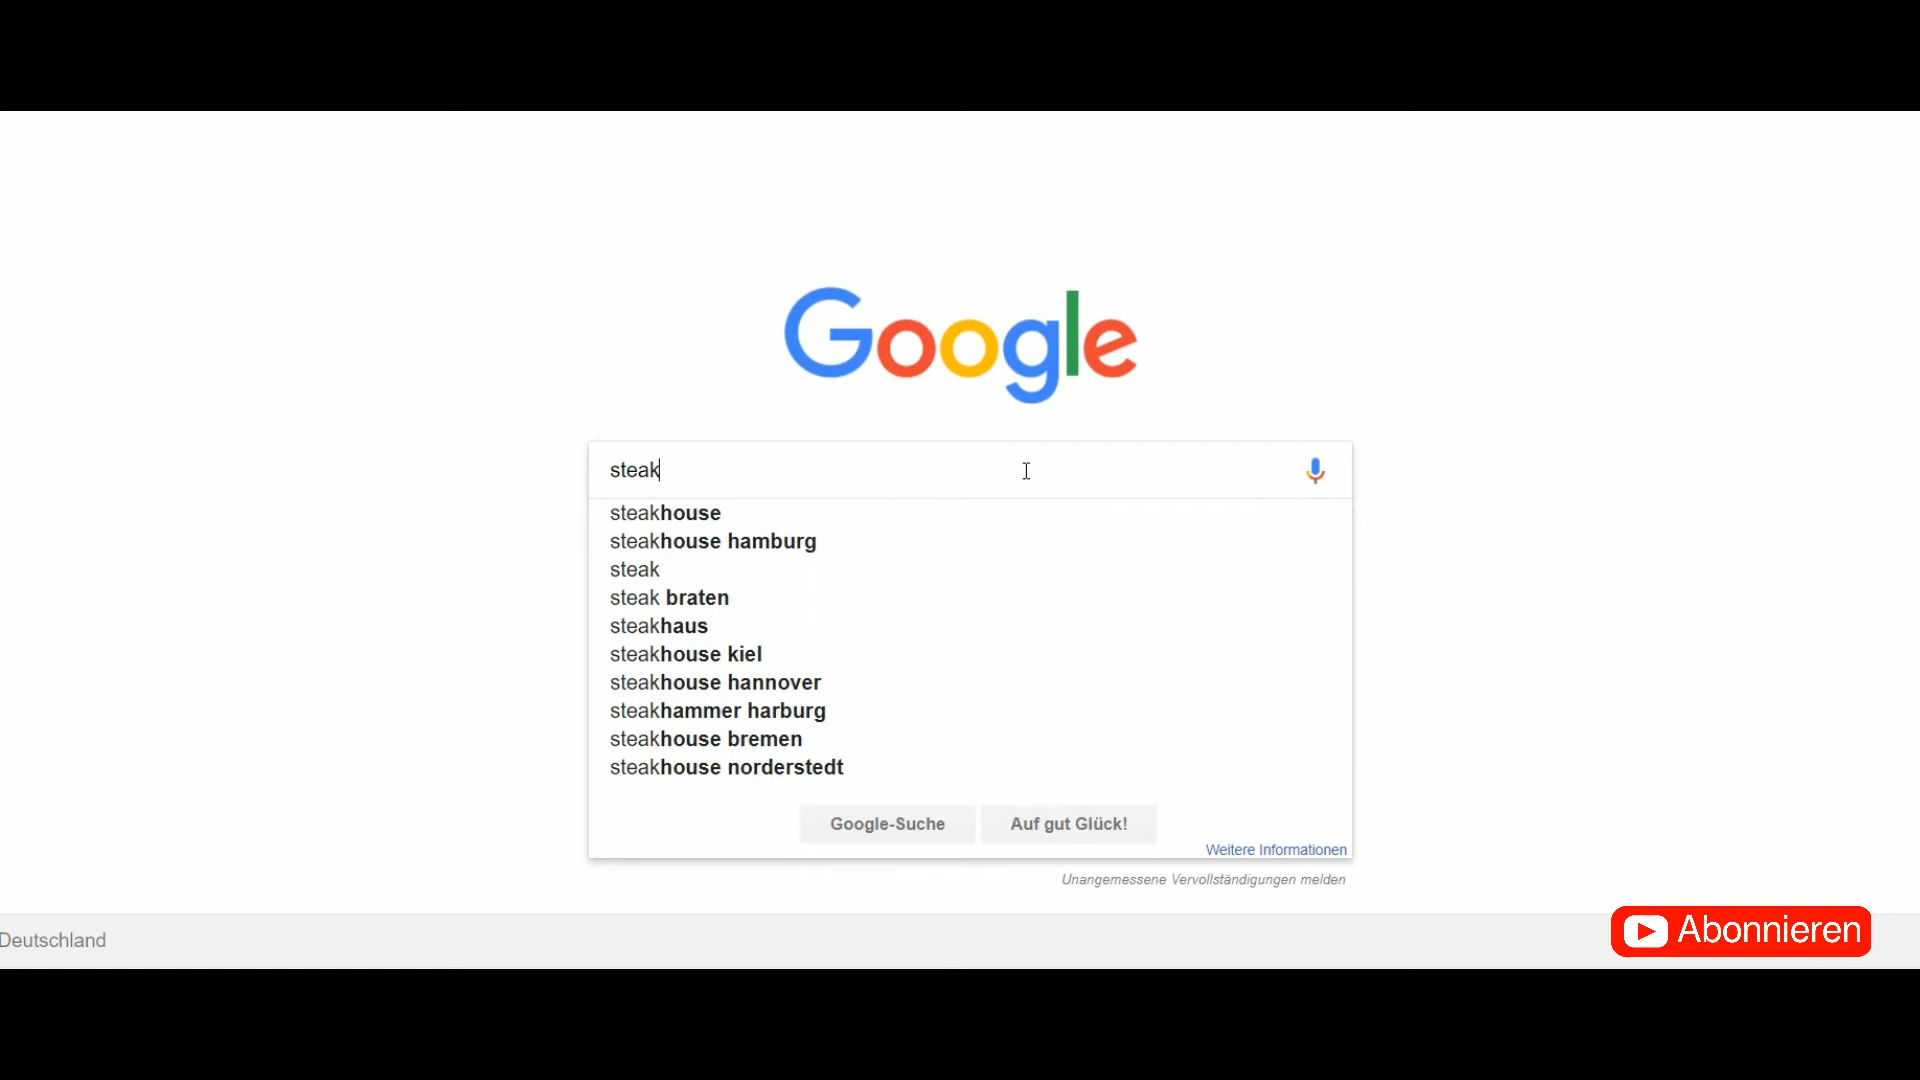 Google
steak
steakhouse
steakhouse hamburg
steak
steak braten
steakhaus
steakhouse kiel
steakhouse hannover
steakhammer harburg
steakhouse bremen
steakhouse norderstedt
Google-Suche Auf gut Glück!
Weitere Informationen
Unangemessene Vervollständigungen melden
Deutschland
Abonnieren